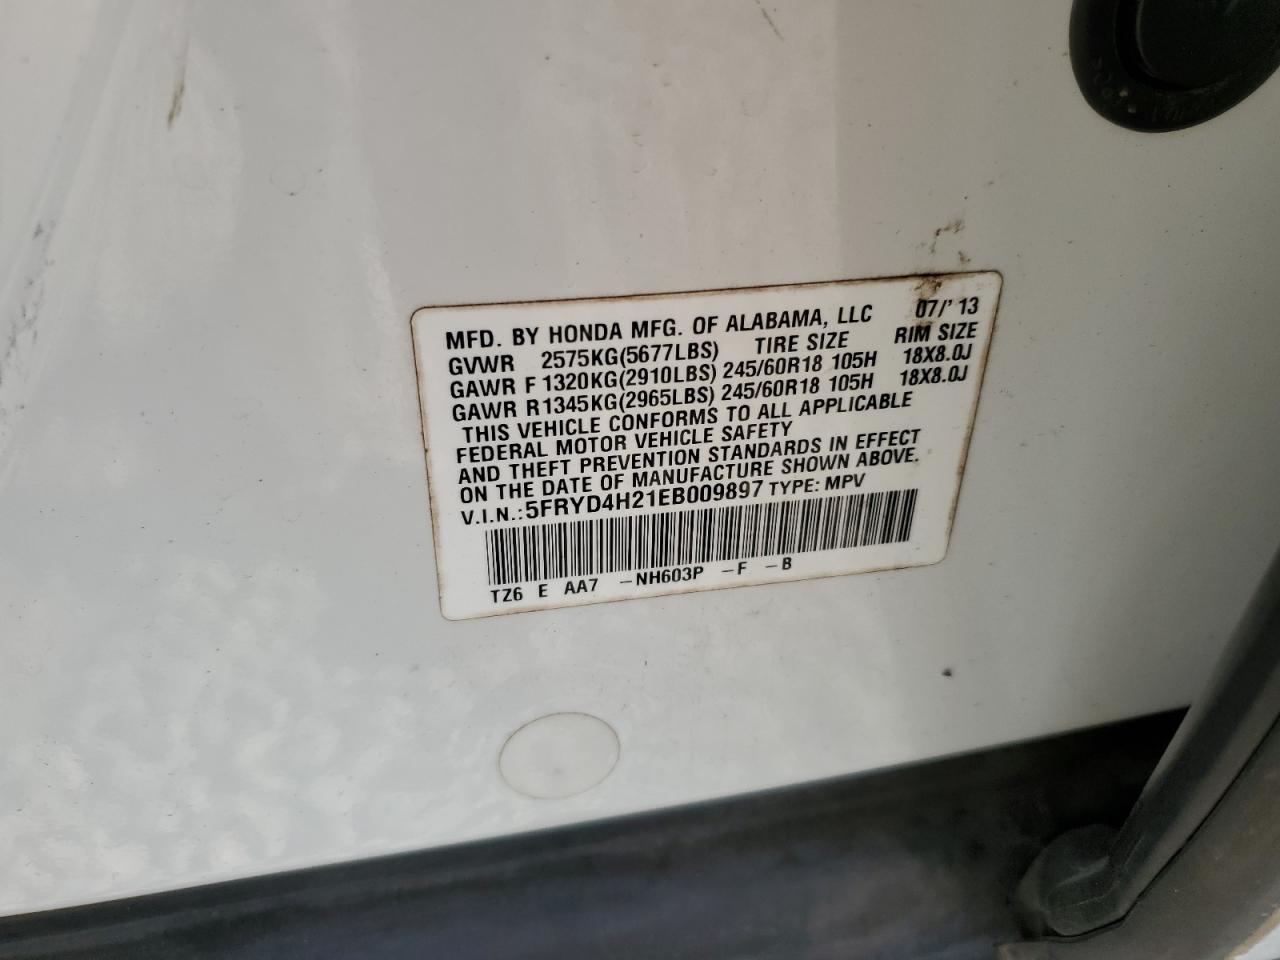 MFD. BY HONDA MFG. OF ALABAMA, LLC 07/'13
GVWR 2575KG(5677LBS) TIRE SIZE RIM SIZE
GAWR F 1320KG(2910LBS) 245/60R18 105H 18X8.0J
GAWR R 1345KG(2965LBS) 245/60R18 105H 18X8.0J
THIS VEHICLE CONFORMS TO ALL APPLICABLE
FEDERAL MOTOR VEHICLE SAFETY
AND THEFT PREVENTION STANDARDS IN EFFECT
ON THE DATE OF MANUFACTURE SHOWN ABOVE.
V.I.N.: 5FRYD4H21EB009897 TYPE: MPV
TZ6 E AA7 -NH603P -F -B